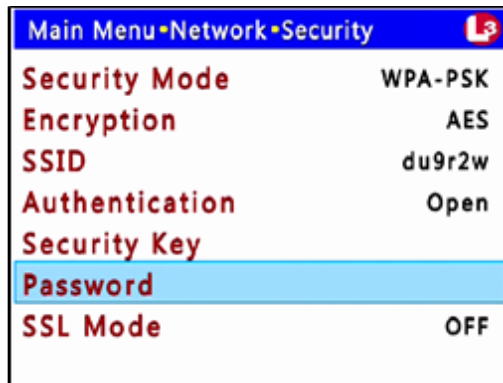 Main Menu•Network•Security L3
Security Mode WPA-PSK
Encryption AES
SSID du9r2w
Authentication Open
Security Key
Password
SSL Mode OFF